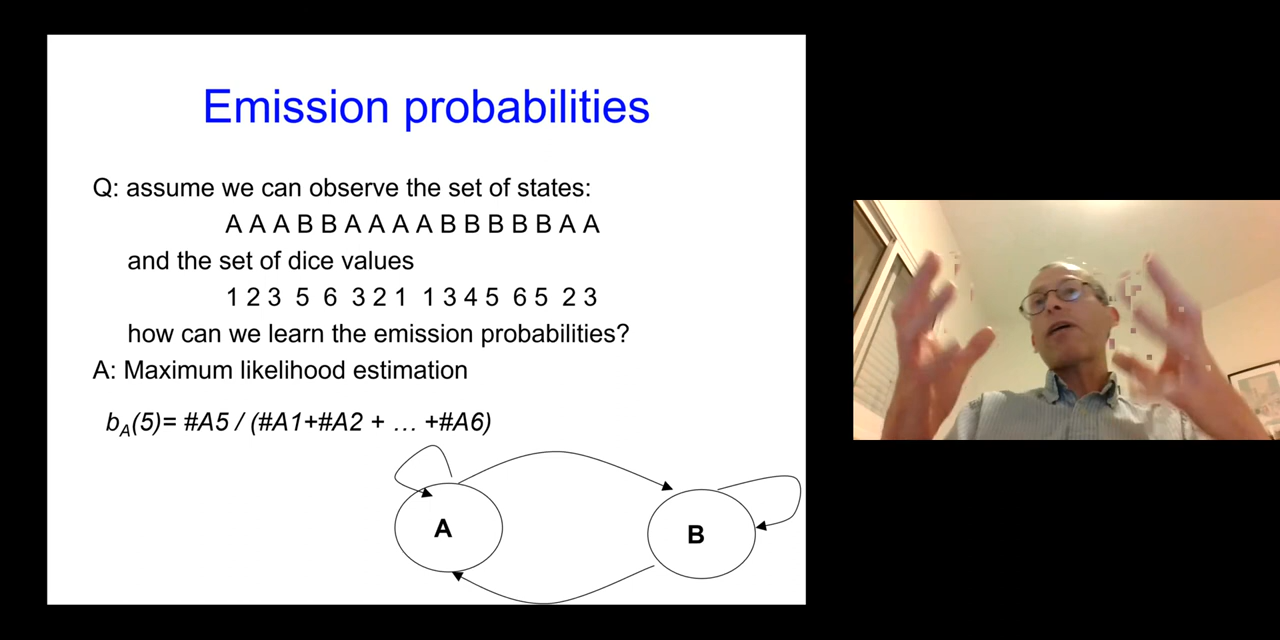 Emission probabilities
Q: assume we can observe the set of states:
A A A B B A A A A B B B B B A A
and the set of dice values
1 2 3 5 6 3 2 1 1 3 4 5 6 5 2 3
how can we learn the emission probabilities?
A: Maximum likelihood estimation
bA(5)= #A5 / (#A1+#A2 + … +#A6)
A
B